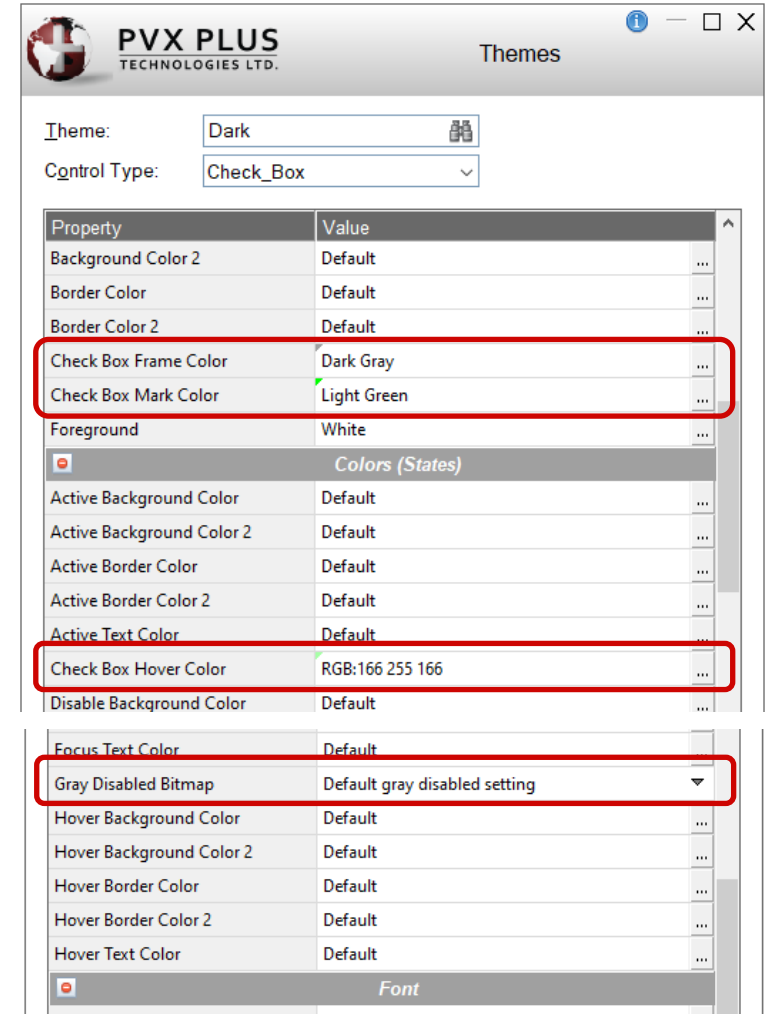 PVX PLUS
TECHNOLOGIES LTD.
Themes
Theme: Dark
Control Type: Check_Box
Property Value
Background Color 2 Default ...
Border Color Default ...
Border Color 2 Default ...
Check Box Frame Color Dark Gray ...
Check Box Mark Color Light Green ...
Foreground White ...
Colors (States)
Active Background Color Default ...
Active Background Color 2 Default ...
Active Border Color Default ...
Active Border Color 2 Default ...
Active Text Color Default ...
Check Box Hover Color RGB:166 255 166 ...
Disable Background Color Default ...
Focus Text Color Default ...
Gray Disabled Bitmap Default gray disabled setting
Hover Background Color Default ...
Hover Background Color 2 Default ...
Hover Border Color Default ...
Hover Border Color 2 Default ...
Hover Text Color Default ...
Font